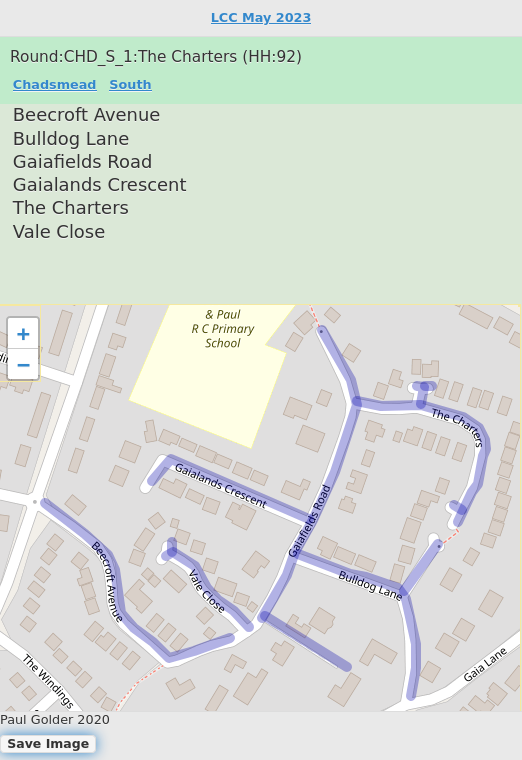 LCC May 2023
Round:CHD_S_1:The Charters (HH:92)
Chadsmead South
Beecroft Avenue
Bulldog Lane
Gaiafields Road
Gaialands Crescent
The Charters
Vale Close
& Paul
R C Primary
School
+
−
The Charters
Gaialands Crescent
Gaiafields Road
Beecroft Avenue
Vale Close
Bulldog Lane
The Windings
Gaia Lane
Paul Golder 2020
Save Image